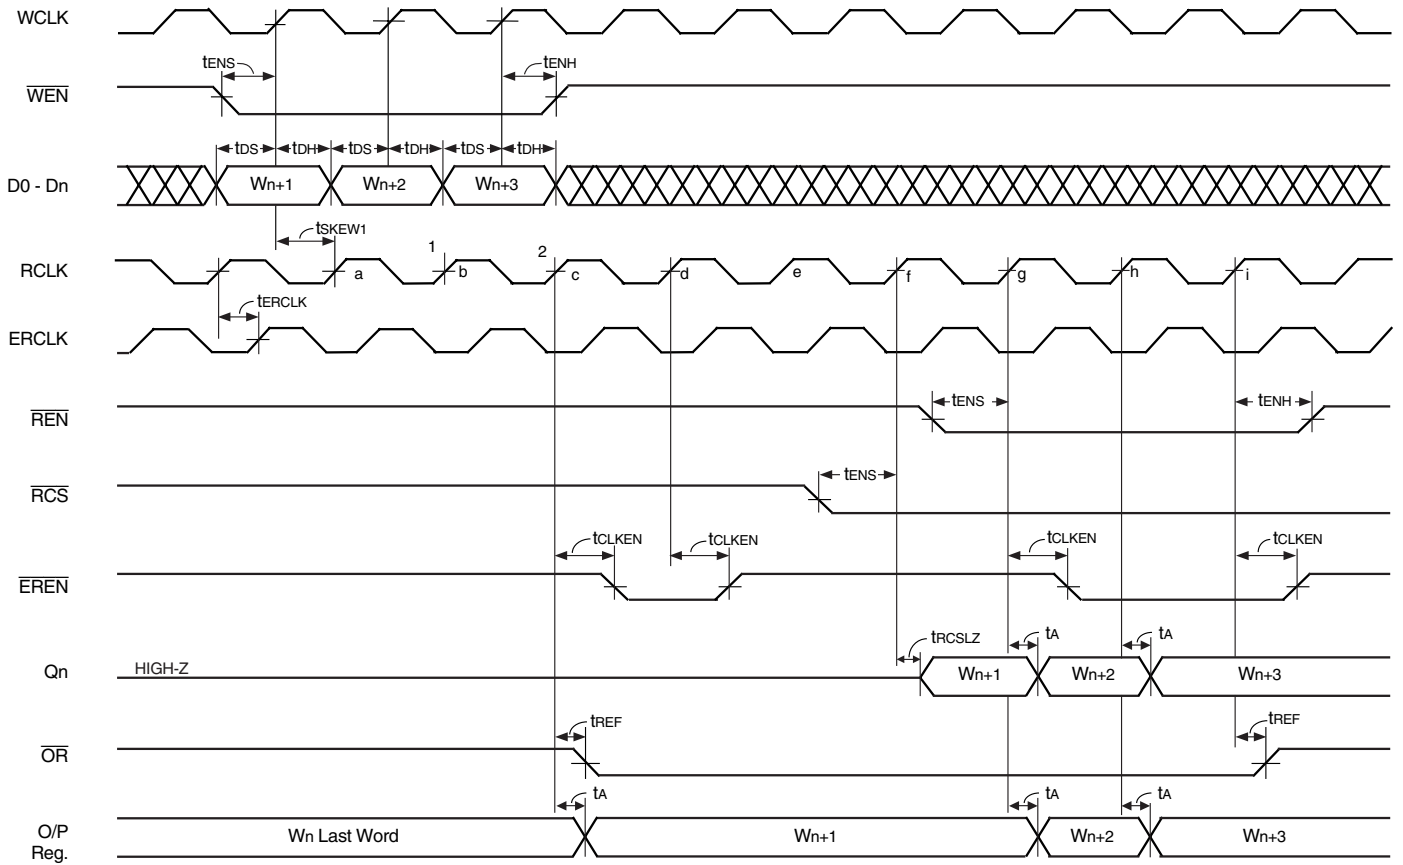 WCLK
tENS
tENH
WEN
tDS tDH tDS tDH tDS tDH
D0 - Dn
Wn+1 Wn+2 Wn+3
tSKEW1
1 2
RCLK
a b c d e f g h i
tERCLK
ERCLK
REN
tENS
tENH
RCS
tENS
tCLKEN tCLKEN tCLKEN tCLKEN
EREN
tRCSLZ tA tA
Qn
HIGH-Z
Wn+1 Wn+2 Wn+3
tREF tREF
OR
tA tA tA
O/P
Reg.
Wn Last Word Wn+1 Wn+2 Wn+3